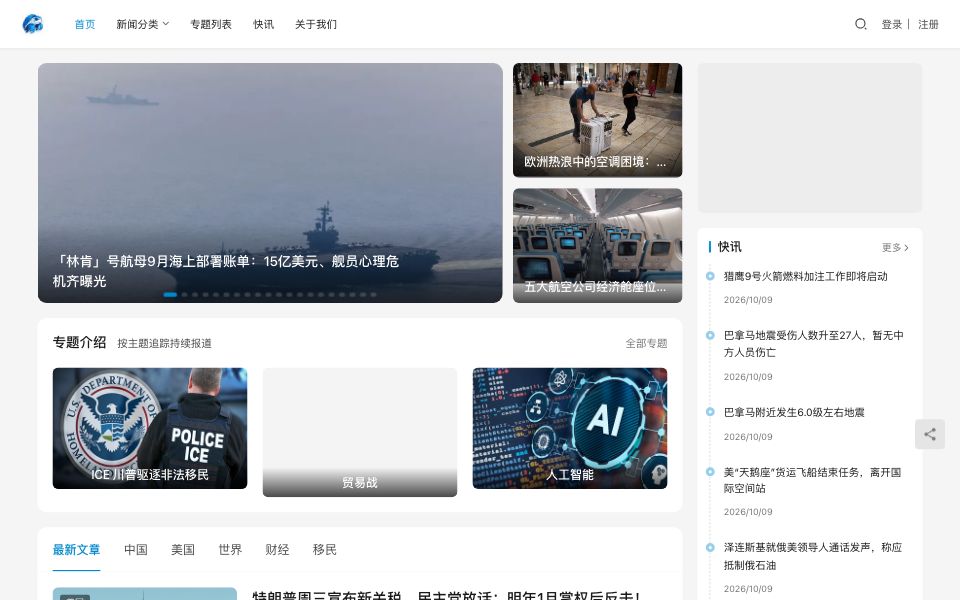 首页 新闻分类 专题列表 快讯 关于我们 登录 | 注册
「林肯」号航母9月海上部署账单：15亿美元、舰员心理危
机齐曝光
欧洲热浪中的空调困境：...
五大航空公司经济舱座位...
专题介绍 按主题追踪持续报道 全部专题
U.S. DEPARTMENT
HOMELA
POLICE
ICE
ICE 川普驱逐非法移民
贸易战
AI
人工智能
最新文章 中国 美国 世界 财经 移民
特朗普周三宣布新关税，民主党放话：明年1月掌权后反击！
快讯 更多
猎鹰9号火箭燃料加注工作即将启动
2026/10/09
巴拿马地震受伤人数升至27人，暂无中
方人员伤亡
2026/10/09
巴拿马附近发生6.0级左右地震
2026/10/09
美“天鹅座”货运飞船结束任务，离开国
际空间站
2026/10/09
泽连斯基就俄美领导人通话发声，称应
抵制俄石油
2026/10/09